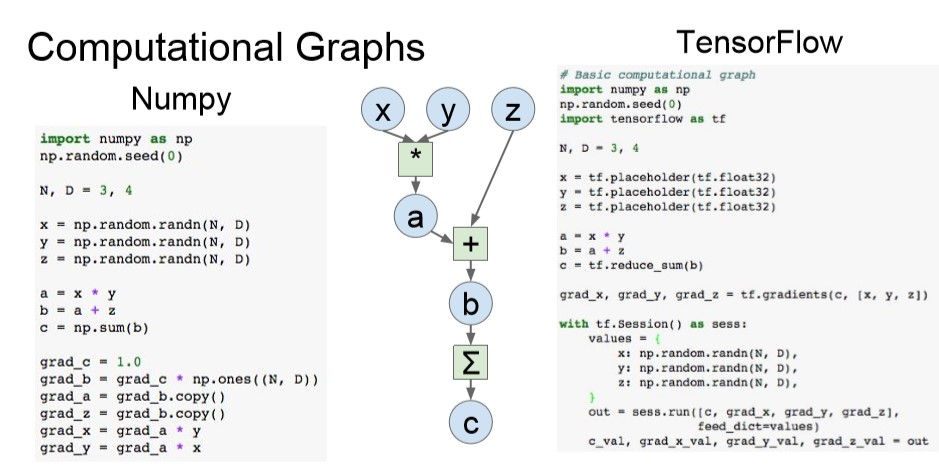 Computational Graphs
Numpy
import numpy as np
np.random.seed(0)
N, D = 3, 4
x = np.random.randn(N, D)
y = np.random.randn(N, D)
z = np.random.randn(N, D)
a = x * y
b = a + z
c = np.sum(b)
grad_c = 1.0
grad_b = grad_c * np.ones((N, D))
grad_a = grad_b.copy()
grad_z = grad_b.copy()
grad_x = grad_a * y
grad_y = grad_a * x
x y z
*
a
+
b
Σ
c
TensorFlow
# Basic computational graph
import numpy as np
np.random.seed(0)
import tensorflow as tf
N, D = 3, 4
x = tf.placeholder(tf.float32)
y = tf.placeholder(tf.float32)
z = tf.placeholder(tf.float32)
a = x * y
b = a + z
c = tf.reduce_sum(b)
grad_x, grad_y, grad_z = tf.gradients(c, [x, y, z])
with tf.Session() as sess:
values = {
x: np.random.randn(N, D),
y: np.random.randn(N, D),
z: np.random.randn(N, D),
}
out = sess.run([c, grad_x, grad_y, grad_z],
feed_dict=values)
c_val, grad_x_val, grad_y_val, grad_z_val = out